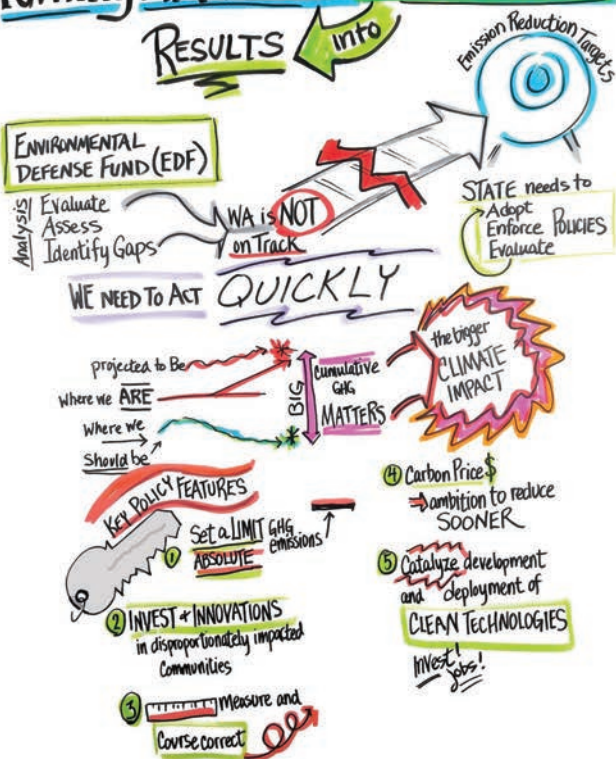 into
RESULTS
Emission Reduction Targets
ENVIRONMENTAL
DEFENSE FUND (EDF)
Analysis
Evaluate
Assess
Identify Gaps
WA is NOT
on Track
STATE needs to
Adopt
Enforce POLICIES
Evaluate
WE NEED TO ACT QUICKLY
projected to Be
Where we ARE
Where we
Should be
BIG
Cumulative
GHG
MATTERS
the bigger
CLIMATE
IMPACT
KEY POLICY FEATURES
① Set a LIMIT GHG
ABSOLUTE emissions
② INVEST + INNOVATIONS
in disproportionately impacted
Communities
③ Measure and
Course correct
④ Carbon Price $
⇒ ambition to reduce
SOONER
⑤ Catalyze development
and deployment of
CLEAN TECHNOLOGIES
Invest!
jobs!